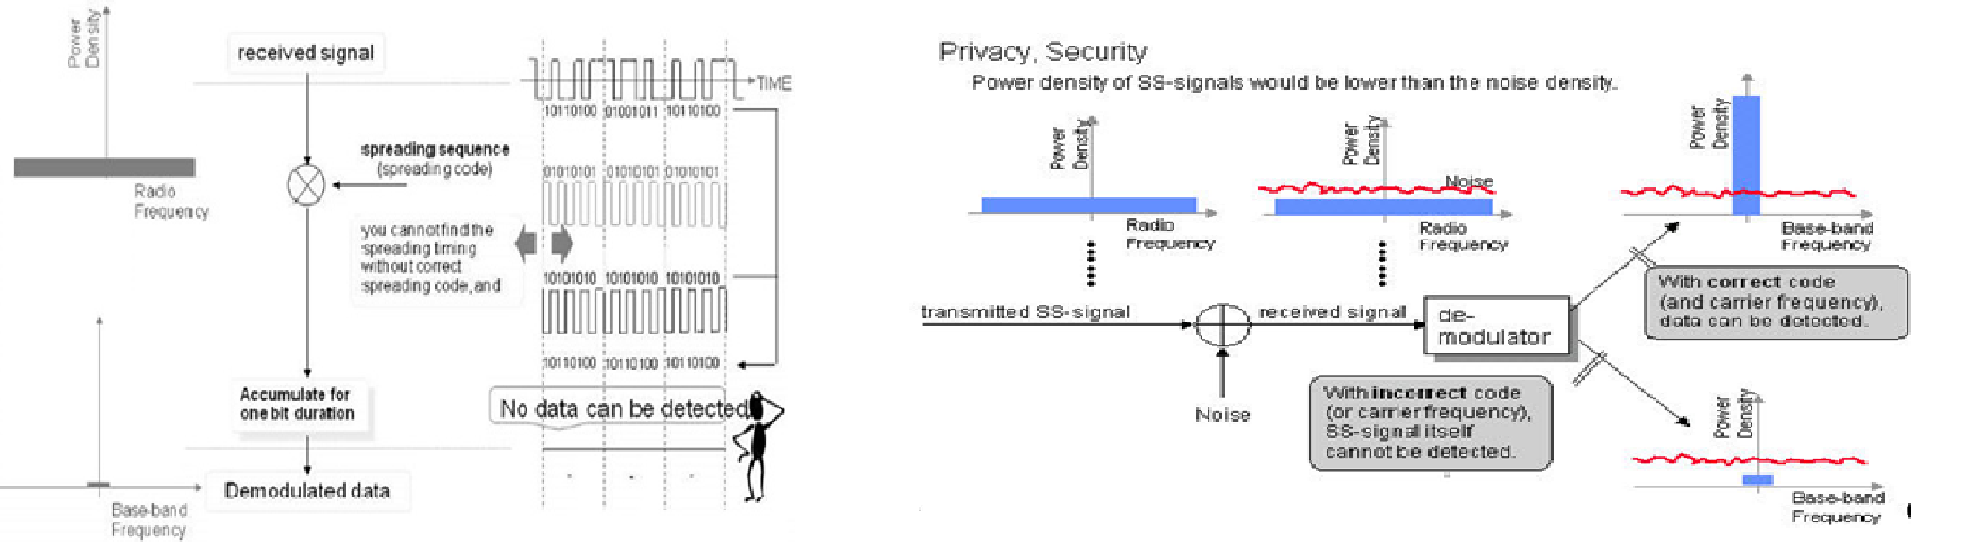 Power
Density
received signal
TIME
10110100 01001011 10110100
spreading sequence
(spreading code)
01010101 01010101 01010101
Radio
Frequency
you cannot find the
spreading timing
without correct
spreading code, and
10101010 10101010 10101010
10110100 10110100 10110100
Accumulate for
one bit duration
No data can be detected
Demodulated data
Base-band
Frequency
Privacy, Security
Power density of SS-signals would be lower than the noise density.
Power
Density
Radio
Frequency
Power
Density
Noise
Radio
Frequency
Power
Density
Base-band
Frequency
With correct code
(and carrier frequency),
data can be detected.
transmitted SS-signal
received signal
de-
modulator
Noise
With incorrect code
(or carrier frequency),
SS-signal itself
cannot be detected.
Power
Density
Base-band
Frequency